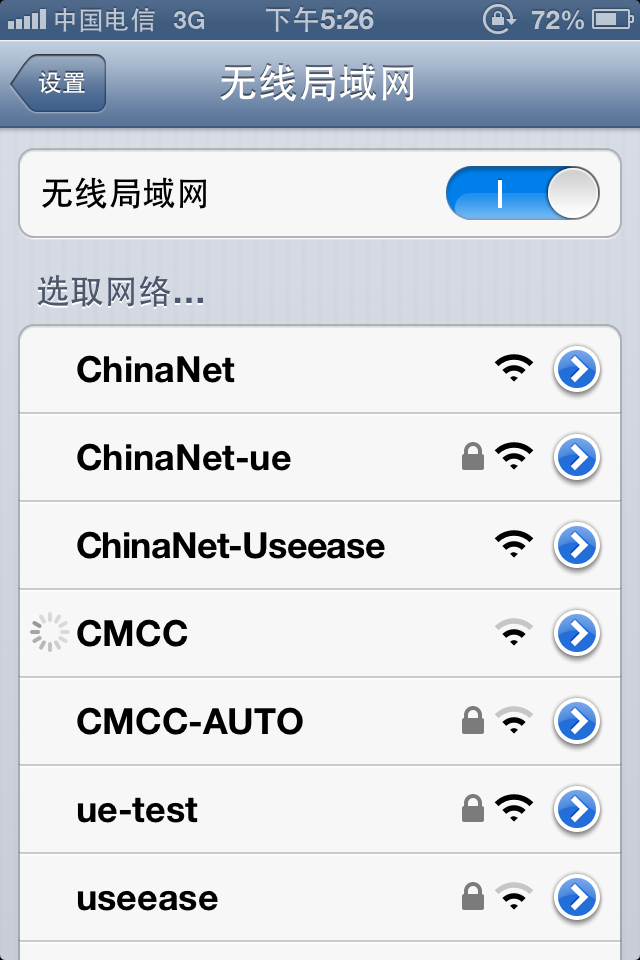 中国电信 3G 下午5:26 72%
设置 无线局域网
无线局域网
选取网络...
ChinaNet
ChinaNet-ue
ChinaNet-Useease
CMCC
CMCC-AUTO
ue-test
useease